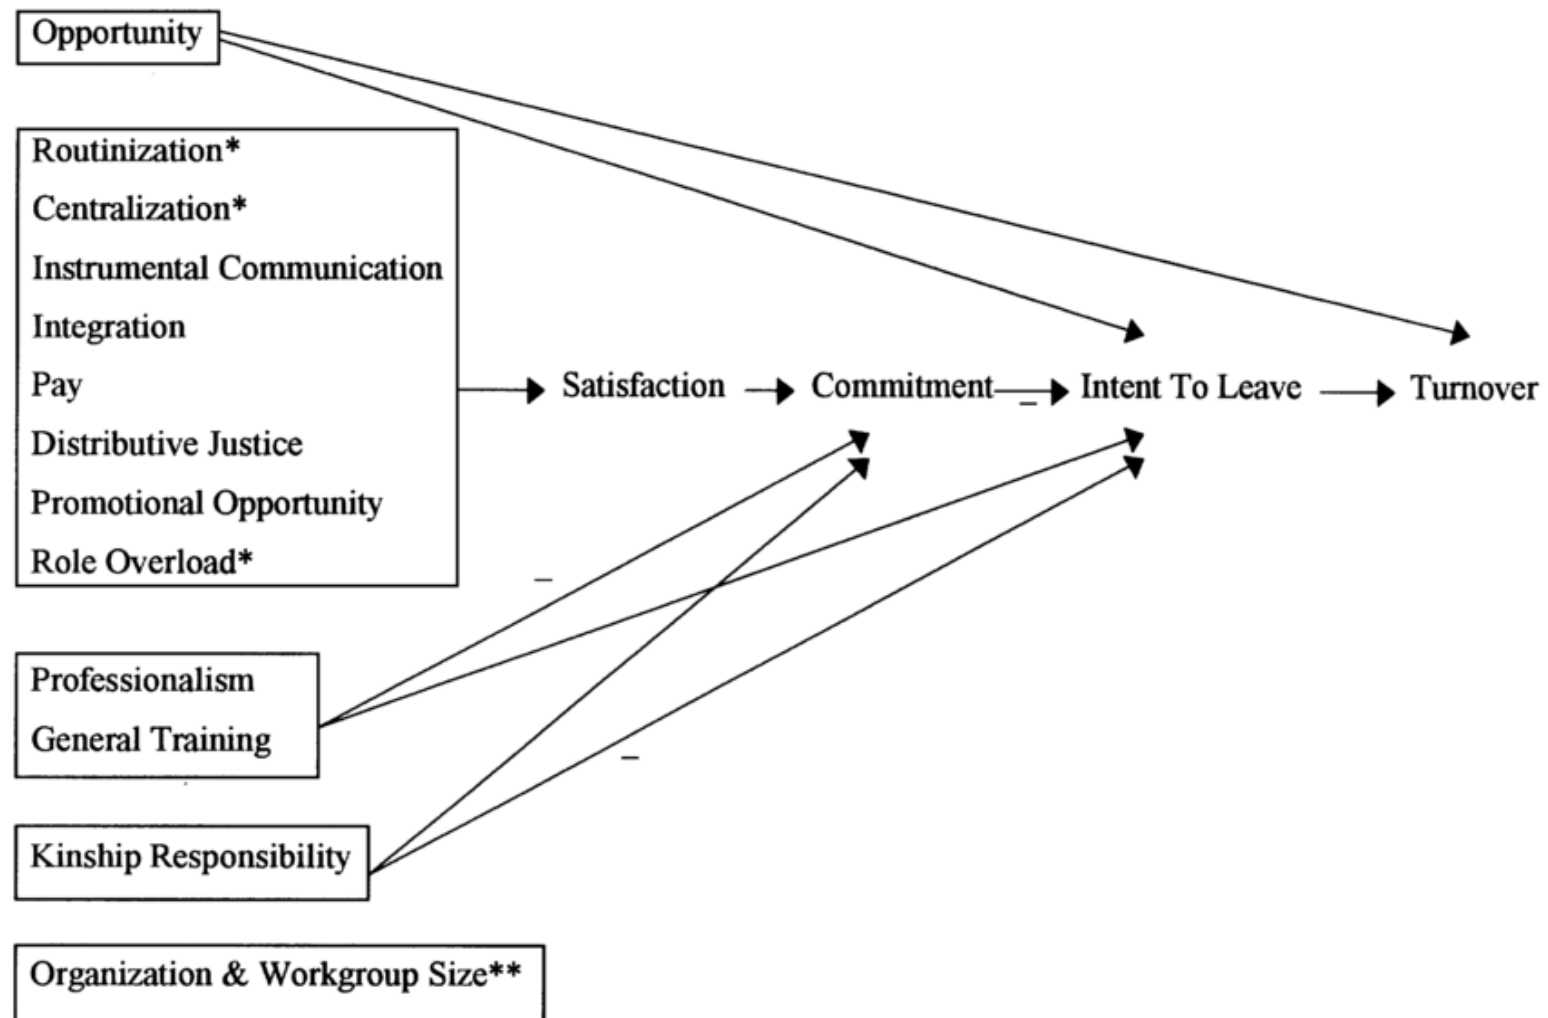 Opportunity
Routinization*
Centralization*
Instrumental Communication
Integration
Pay
Distributive Justice
Promotional Opportunity
Role Overload*
Satisfaction
Commitment
–
Intent To Leave
Turnover
–
Professionalism
General Training
–
Kinship Responsibility
Organization & Workgroup Size**